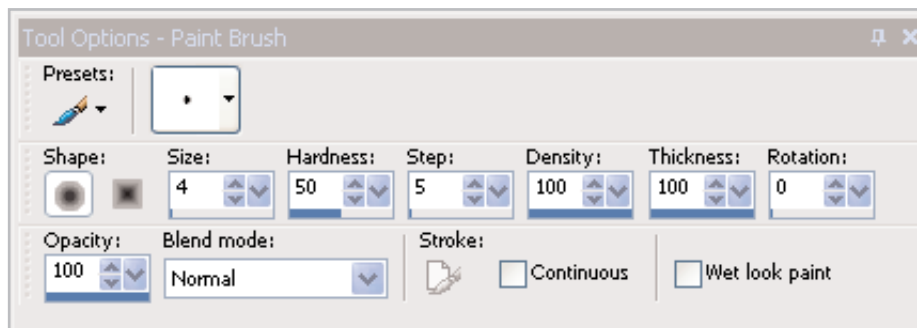 Tool Options - Paint Brush
Presets:
Shape: Size: Hardness: Step: Density: Thickness: Rotation:
4 50 5 100 100 0
Opacity: Blend mode: Stroke:
100 Normal Continuous Wet look paint